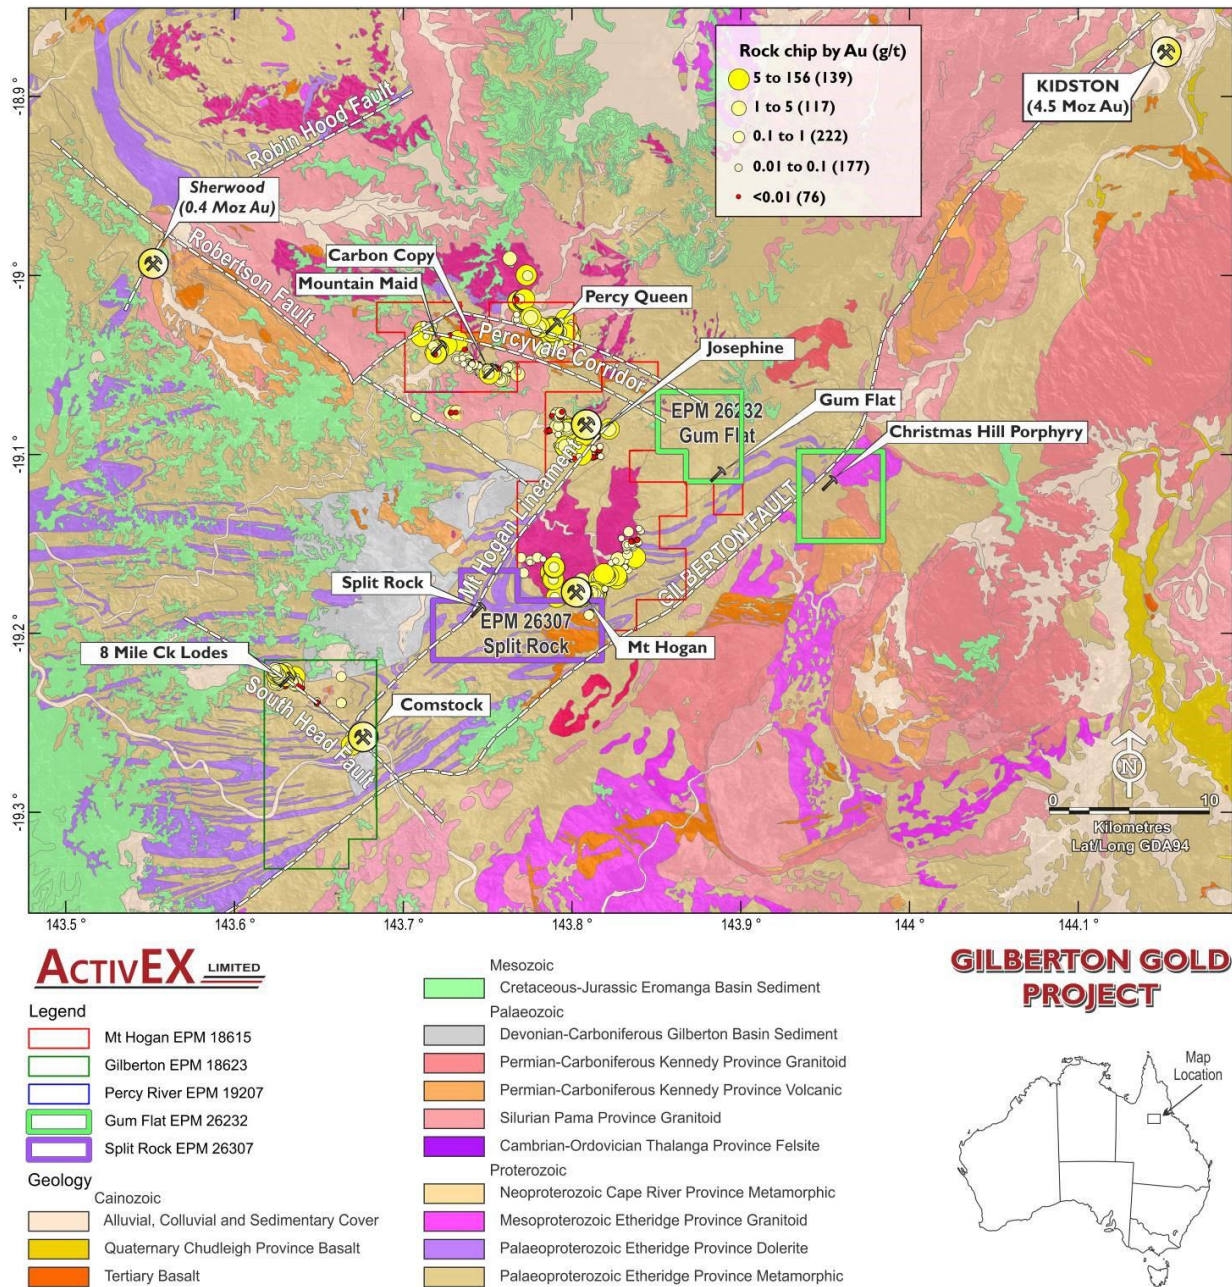 Rock chip by Au (g/t)
5 to 156 (139)
1 to 5 (117)
0.1 to 1 (222)
0.01 to 0.1 (177)
<0.01 (76)
KIDSTON
(4.5 Moz Au)
-18.9
Robin Hood Fault
Sherwood
(0.4 Moz Au)
Robertson Fault
Carbon Copy
Mountain Maid
-19
Percy Queen
Percyvale Corridor
Josephine
EPM 26232
Gum Flat
Gum Flat
Christmas Hill Porphyry
-19.1
Mt Hogan Lineament
GILBERTON FAULT
Split Rock
EPM 26307
Split Rock
-19.2
Mt Hogan
8 Mile Ck Lodes
South Head Fault
Comstock
N
-19.3
0 10
Kilometres
Lat/Long GDA94
143.5 °
143.6 °
143.7 °
143.8 °
143.9 °
144 °
144.1 °
ACTIVEX LIMITED
Legend
Mt Hogan EPM 18615
Gilberton EPM 18623
Percy River EPM 19207
Gum Flat EPM 26232
Split Rock EPM 26307
Geology
Cainozoic
Alluvial, Colluvial and Sedimentary Cover
Quaternary Chudleigh Province Basalt
Tertiary Basalt
Mesozoic
Cretaceous-Jurassic Eromanga Basin Sediment
Palaeozoic
Devonian-Carboniferous Gilberton Basin Sediment
Permian-Carboniferous Kennedy Province Granitoid
Permian-Carboniferous Kennedy Province Volcanic
Silurian Pama Province Granitoid
Cambrian-Ordovician Thalanga Province Felsite
Proterozoic
Neoproterozoic Cape River Province Metamorphic
Mesoproterozoic Etheridge Province Granitoid
Palaeoproterozoic Etheridge Province Dolerite
Palaeoproterozoic Etheridge Province Metamorphic
GILBERTON GOLD
PROJECT
Map
Location